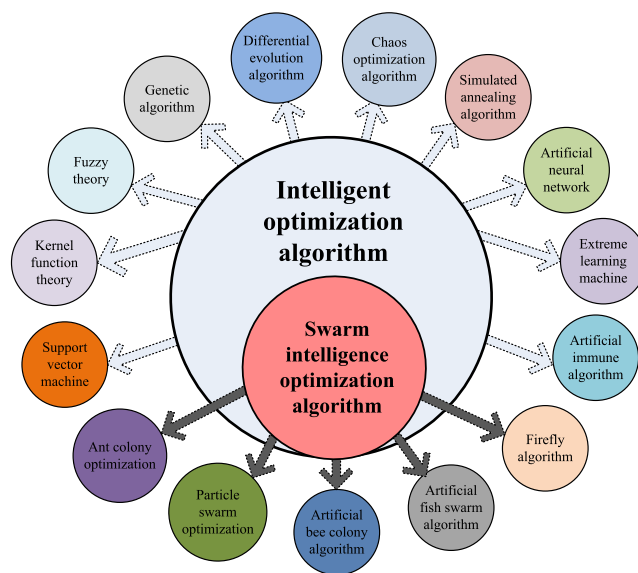 Differential
evolution
algorithm
Chaos
optimization
algorithm
Genetic
algorithm
Simulated
annealing
algorithm
Fuzzy
theory
Artificial
neural
network
Intelligent
optimization
algorithm
Kernel
function
theory
Extreme
learning
machine
Support
vector
machine
Swarm
intelligence
optimization
algorithm
Artificial
immune
algorithm
Ant colony
optimization
Firefly
algorithm
Particle
swarm
optimization
Artificial
bee colony
algorithm
Artificial
fish swarm
algorithm